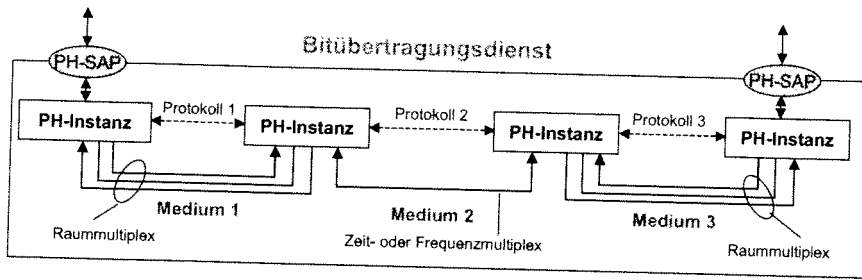 Bitübertragungsdienst
PH-SAP
PH-SAP
PH-Instanz
Protokoll 1
PH-Instanz
Protokoll 2
PH-Instanz
Protokoll 3
PH-Instanz
Medium 1
Medium 2
Medium 3
Raummultiplex
Zeit- oder Frequenzmultiplex
Raummultiplex